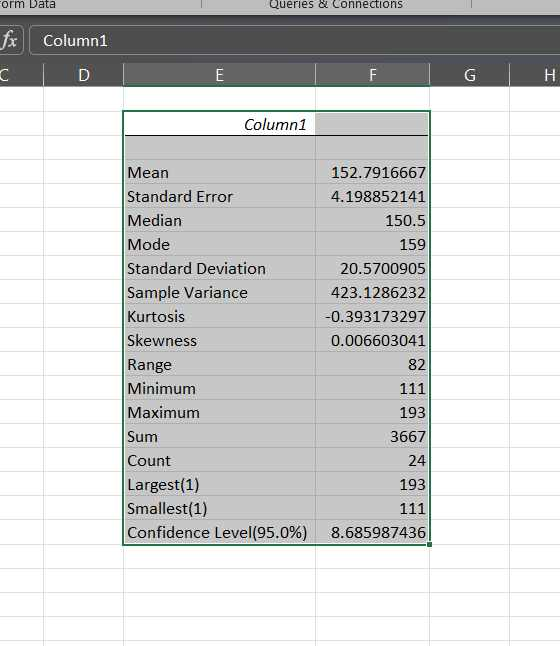 orm Data Queries & Connections
fx Column1
C D E F G H
Column1
Mean 152.7916667
Standard Error 4.198852141
Median 150.5
Mode 159
Standard Deviation 20.5700905
Sample Variance 423.1286232
Kurtosis -0.393173297
Skewness 0.006603041
Range 82
Minimum 111
Maximum 193
Sum 3667
Count 24
Largest(1) 193
Smallest(1) 111
Confidence Level(95.0%) 8.685987436